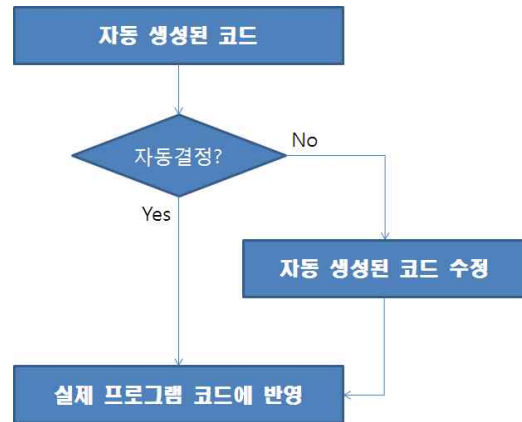 자동 생성된 코드
자동결정?
No
Yes
자동 생성된 코드 수정
실제 프로그램 코드에 반영